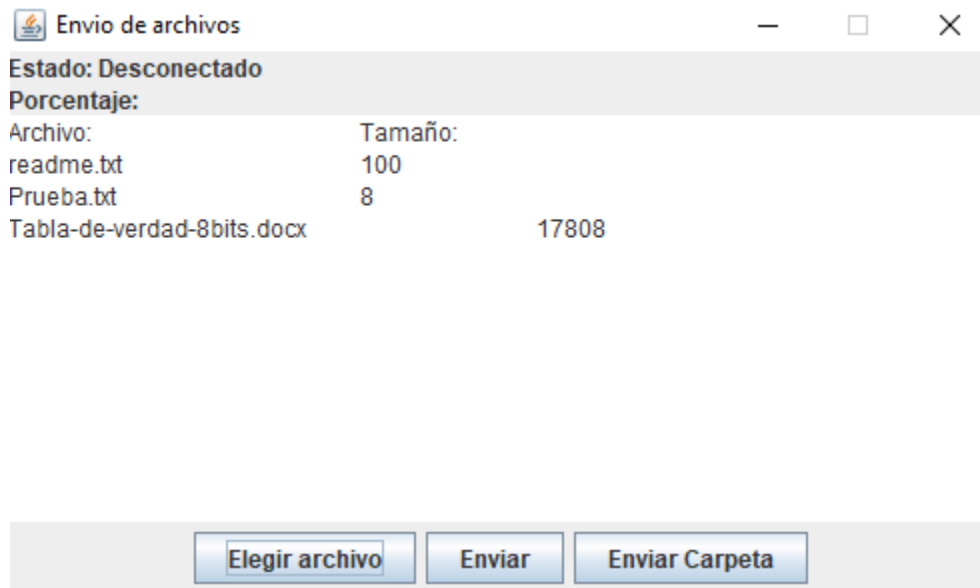 Envio de archivos
Estado: Desconectado
Porcentaje:
Archivo: Tamaño:
readme.txt 100
Prueba.txt 8
Tabla-de-verdad-8bits.docx 17808
Elegir archivo Enviar Enviar Carpeta